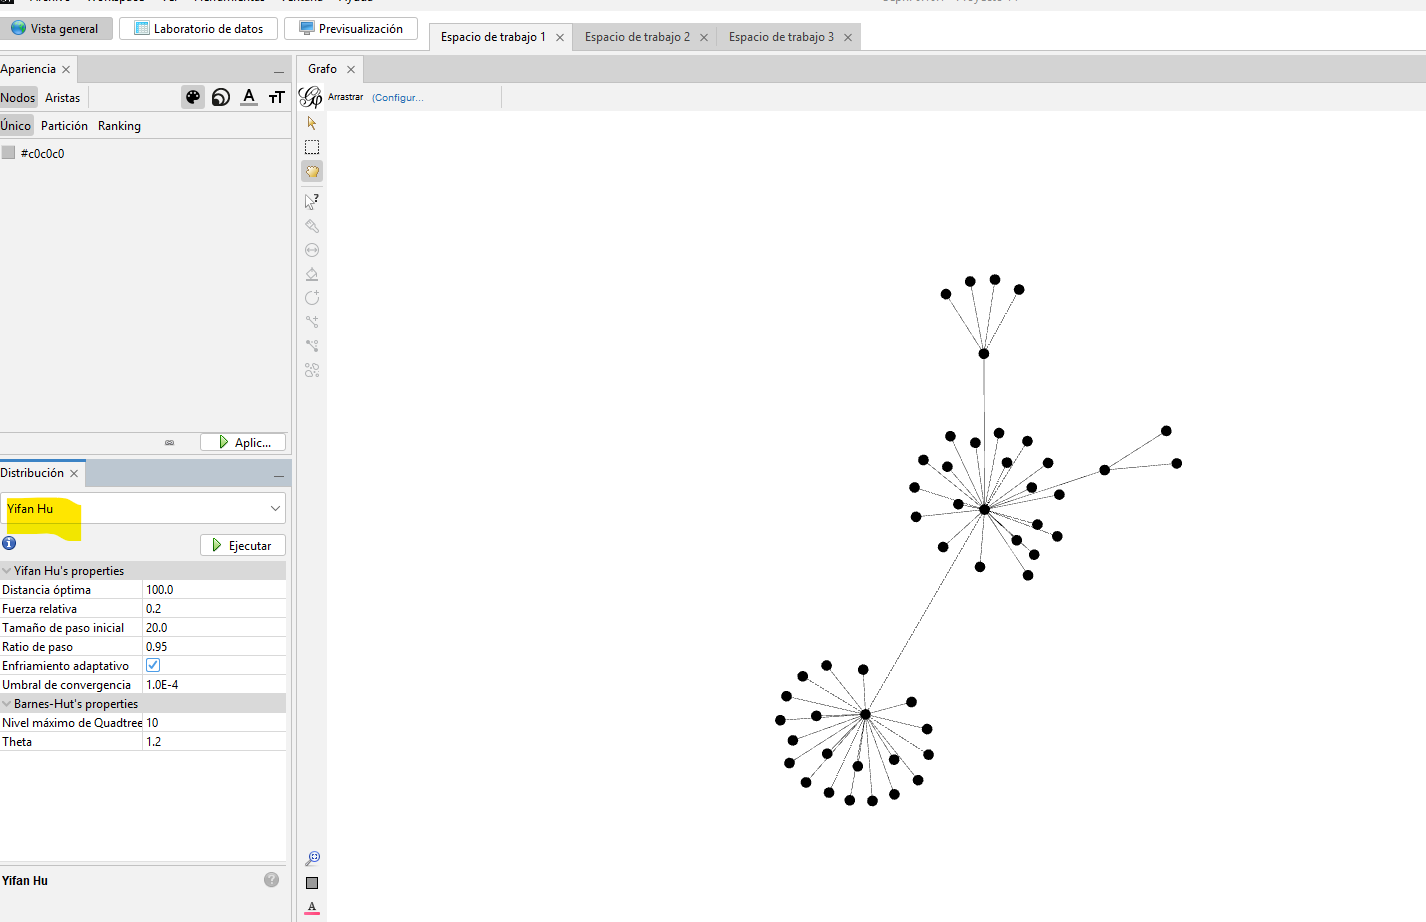 Vista general
Laboratorio de datos
Previsualización
Espacio de trabajo 1
Espacio de trabajo 2
Espacio de trabajo 3
Apariencia
Grafo
Nodos Aristas
A
Arrastrar (Configur...
Único Partición Ranking
#c0c0c0
Aplic...
Distribución
Yifan Hu
Ejecutar
Yifan Hu's properties
Distancia óptima 100.0
Fuerza relativa 0.2
Tamaño de paso inicial 20.0
Ratio de paso 0.95
Enfriamiento adaptativo
Umbral de convergencia 1.0E-4
Barnes-Hut's properties
Nivel máximo de Quadtree 10
Theta 1.2
Yifan Hu
A